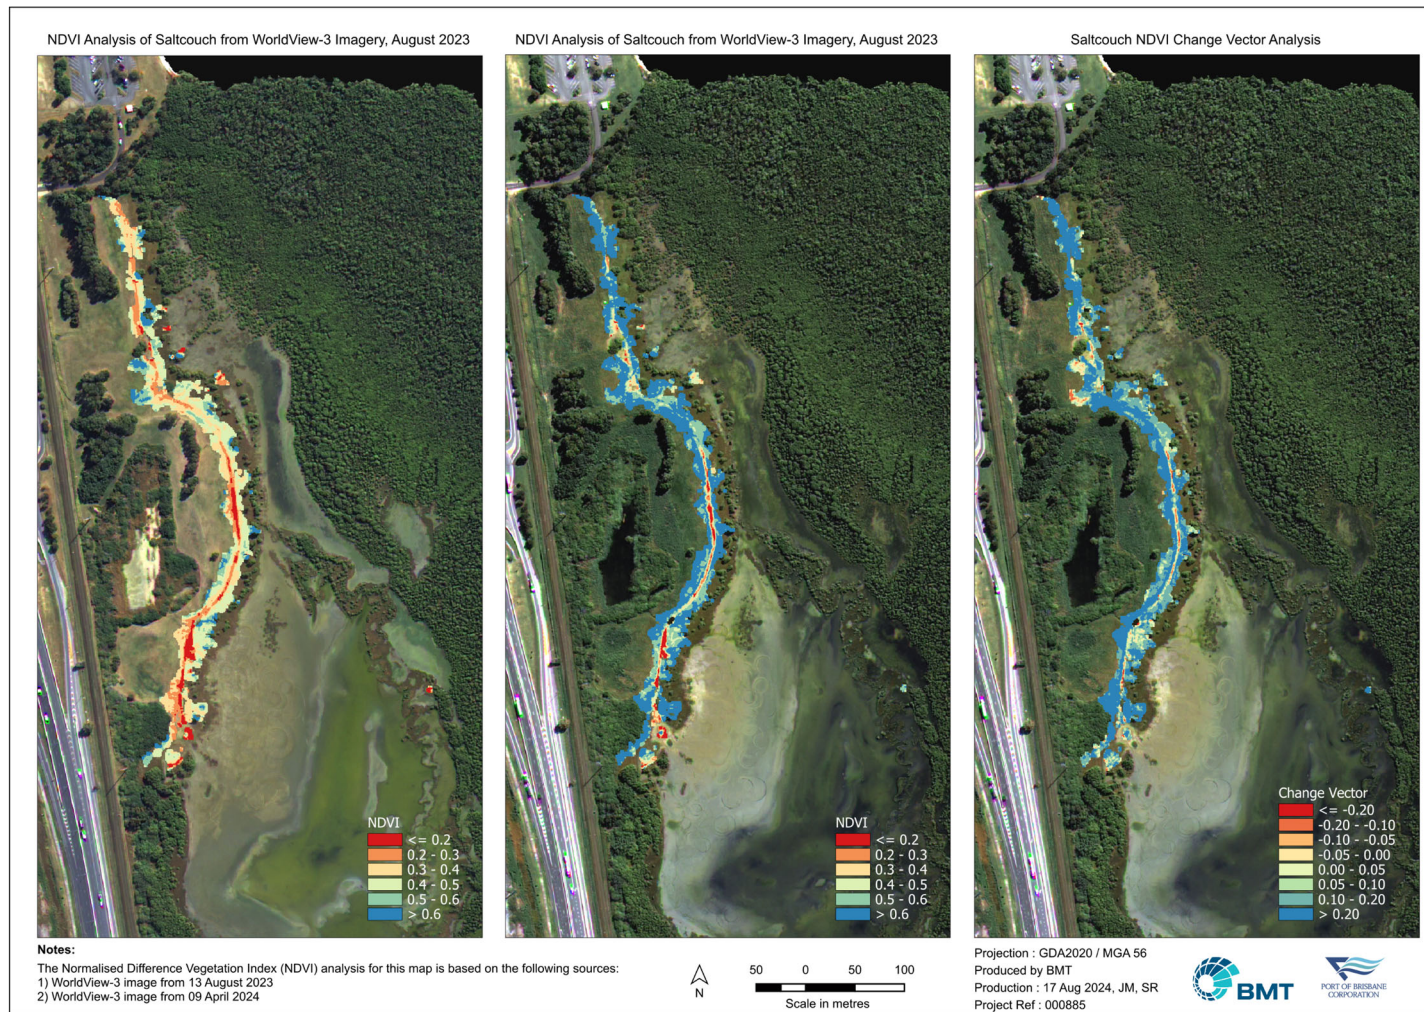 NDVI Analysis of Saltcouch from WorldView-3 Imagery, August 2023
NDVI Analysis of Saltcouch from WorldView-3 Imagery, August 2023
Saltcouch NDVI Change Vector Analysis
NDVI
<= 0.2
0.2 - 0.3
0.3 - 0.4
0.4 - 0.5
0.5 - 0.6
> 0.6
NDVI
<= 0.2
0.2 - 0.3
0.3 - 0.4
0.4 - 0.5
0.5 - 0.6
> 0.6
Change Vector
<= -0.20
-0.20 - -0.10
-0.10 - -0.05
-0.05 - 0.00
0.00 - 0.05
0.05 - 0.10
0.10 - 0.20
> 0.20
Notes:
The Normalised Difference Vegetation Index (NDVI) analysis for this map is based on the following sources:
1) WorldView-3 image from 13 August 2023
2) WorldView-3 image from 09 April 2024
N
50 0 50 100
Scale in metres
Projection : GDA2020 / MGA 56
Produced by BMT
Production : 17 Aug 2024, JM, SR
Project Ref : 000885
BMT
PORT OF BRISBANE
CORPORATION